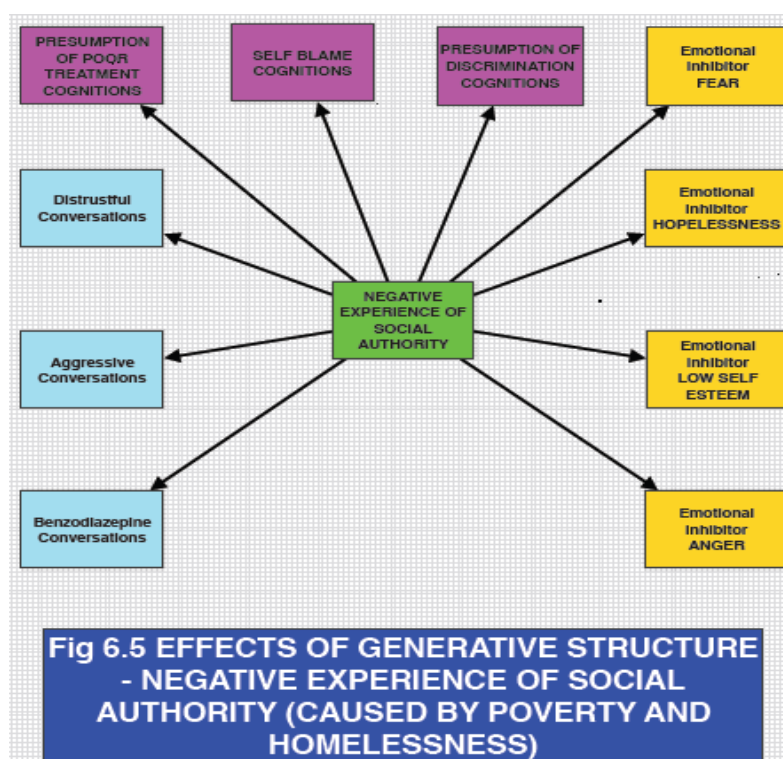 PRESUMPTION
OF POQR
TREATMENT
COGNITIONS
SELF BLAME
COGNITIONS
PRESUMPTION OF
DISCRIMINATION
COGNITIONS
Emotional
Inhibitor
FEAR
Distrustful
Conversations
Emotional
Inhibitor
HOPELESSNESS
NEGATIVE
EXPERIENCE OF
SOCIAL
AUTHORITY
Aggressive
Conversations
Emotional
Inhibitor
LOW SELF
ESTEEM
Benzodiazepine
Conversations
Emotional
Inhibitor
ANGER
Fig 6.5 EFFECTS OF GENERATIVE STRUCTURE
- NEGATIVE EXPERIENCE OF SOCIAL
AUTHORITY (CAUSED BY POVERTY AND
HOMELESSNESS)